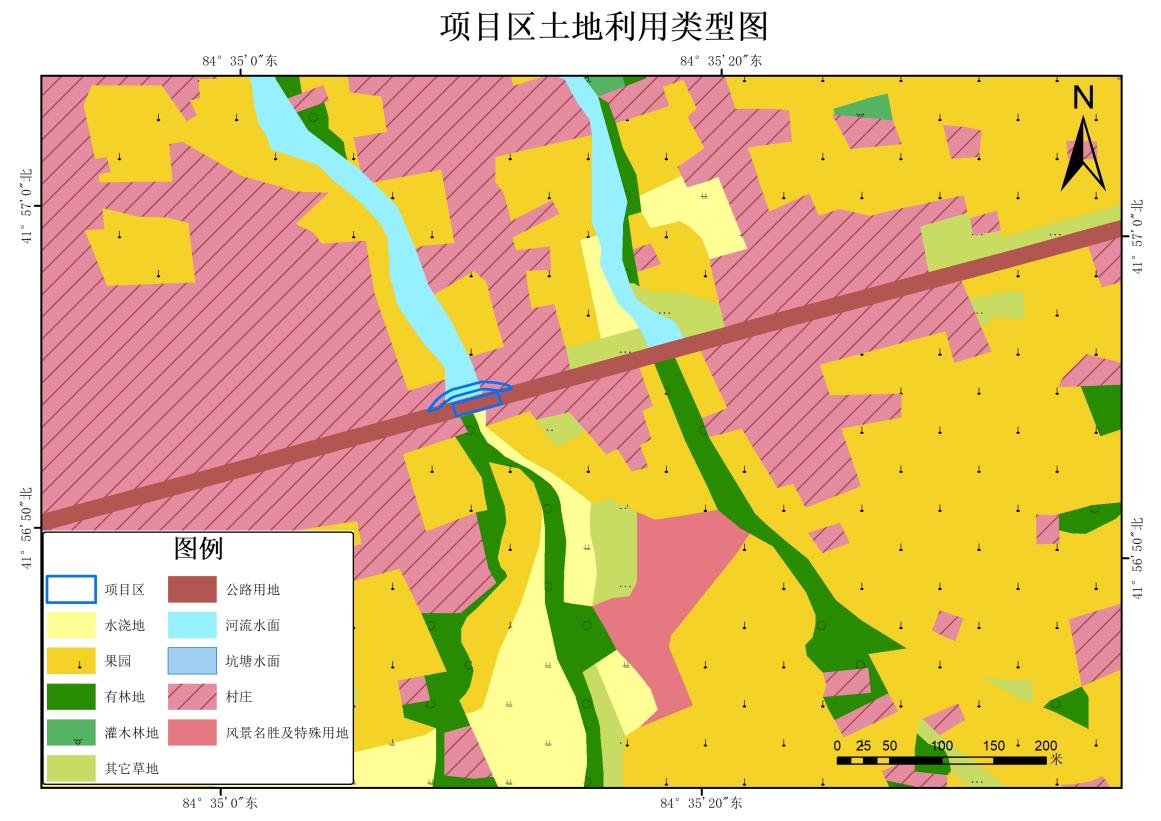 项目区土地利用类型图
84° 35'0"东
84° 35'20"东
N
41° 57'0"北
41° 57'0"北
41° 56'50"北
41° 56'50"北
图例
项目区
公路用地
水浇地
河流水面
果园
坑塘水面
有林地
村庄
灌木林地
风景名胜及特殊用地
其它草地
0 25 50 100 150 200
米
84° 35'0"东
84° 35'20"东